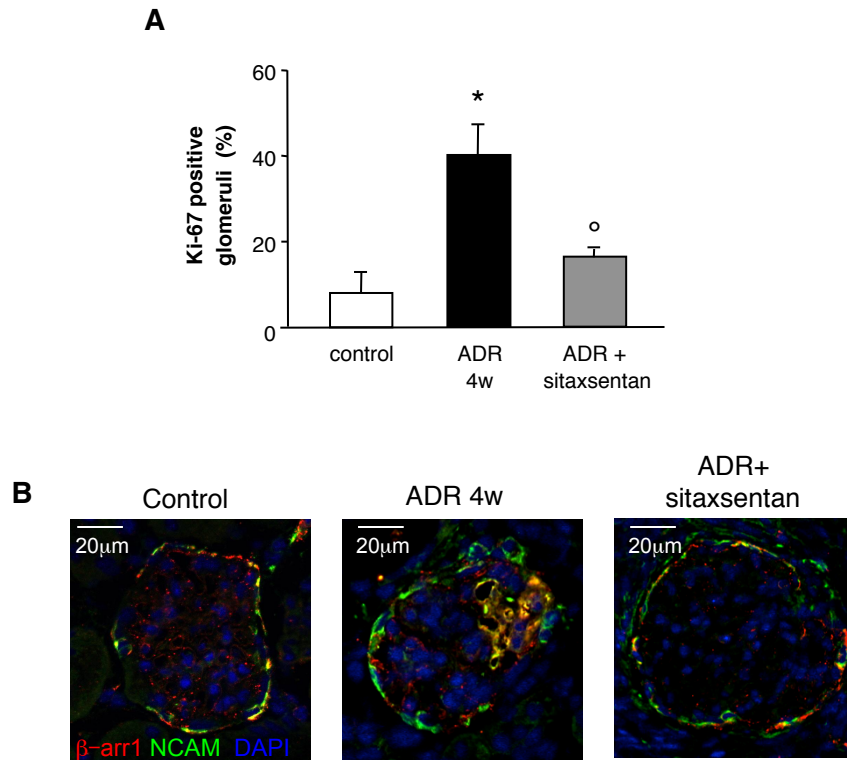 A
Ki-67 positive
glomeruli (%)
60
40
20
0
*
°
control
ADR
4w
ADR +
sitaxsentan
B
Control
ADR 4w
ADR+
sitaxsentan
20μm
20μm
20μm
β-arr1 NCAM DAPI